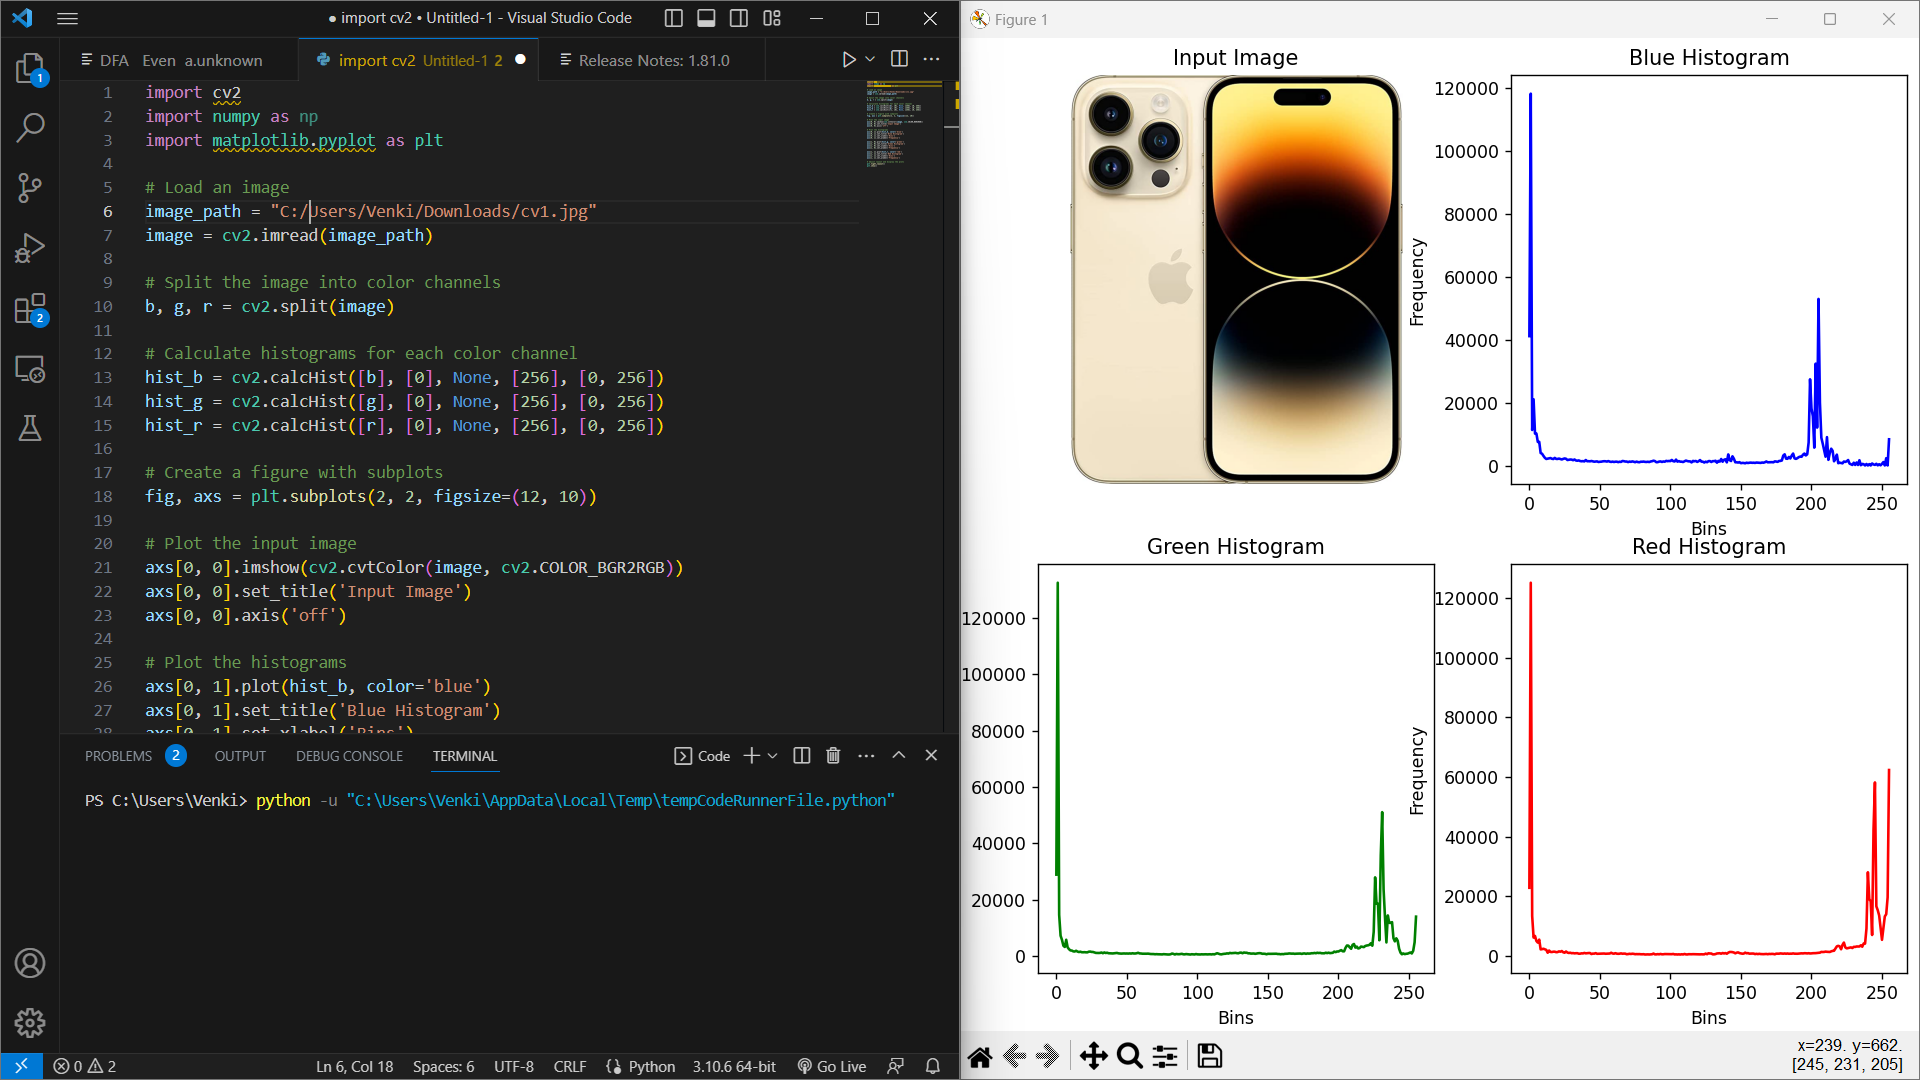 ● import cv2 • Untitled-1 - Visual Studio Code
DFA Even a.unknown
import cv2 Untitled-1 2
Release Notes: 1.81.0
1 import cv2
2 import numpy as np
3 import matplotlib.pyplot as plt
4
5 # Load an image
6 image_path = "C:/Users/Venki/Downloads/cv1.jpg"
7 image = cv2.imread(image_path)
8
9 # Split the image into color channels
10 b, g, r = cv2.split(image)
11
12 # Calculate histograms for each color channel
13 hist_b = cv2.calcHist([b], [0], None, [256], [0, 256])
14 hist_g = cv2.calcHist([g], [0], None, [256], [0, 256])
15 hist_r = cv2.calcHist([r], [0], None, [256], [0, 256])
16
17 # Create a figure with subplots
18 fig, axs = plt.subplots(2, 2, figsize=(12, 10))
19
20 # Plot the input image
21 axs[0, 0].imshow(cv2.cvtColor(image, cv2.COLOR_BGR2RGB))
22 axs[0, 0].set_title('Input Image')
23 axs[0, 0].axis('off')
24
25 # Plot the histograms
26 axs[0, 1].plot(hist_b, color='blue')
27 axs[0, 1].set_title('Blue Histogram')
28 axs[0, 1].set_xlabel('Bins')
1
2
PROBLEMS 2 OUTPUT DEBUG CONSOLE TERMINAL
Code
PS C:\Users\Venki> python -u "C:\Users\Venki\AppData\Local\Temp\tempCodeRunnerFile.python"
0 2
Ln 6, Col 18 Spaces: 6 UTF-8 CRLF Python 3.10.6 64-bit Go Live
Figure 1
Input Image
Blue Histogram
120000
100000
80000
60000
40000
20000
0
Frequency
0 50 100 150 200 250
Bins
Green Histogram
120000
100000
80000
60000
40000
20000
0
0 50 100 150 200 250
Bins
Red Histogram
120000
100000
80000
60000
40000
20000
0
Frequency
0 50 100 150 200 250
Bins
x=239. y=662.
[245, 231, 205]